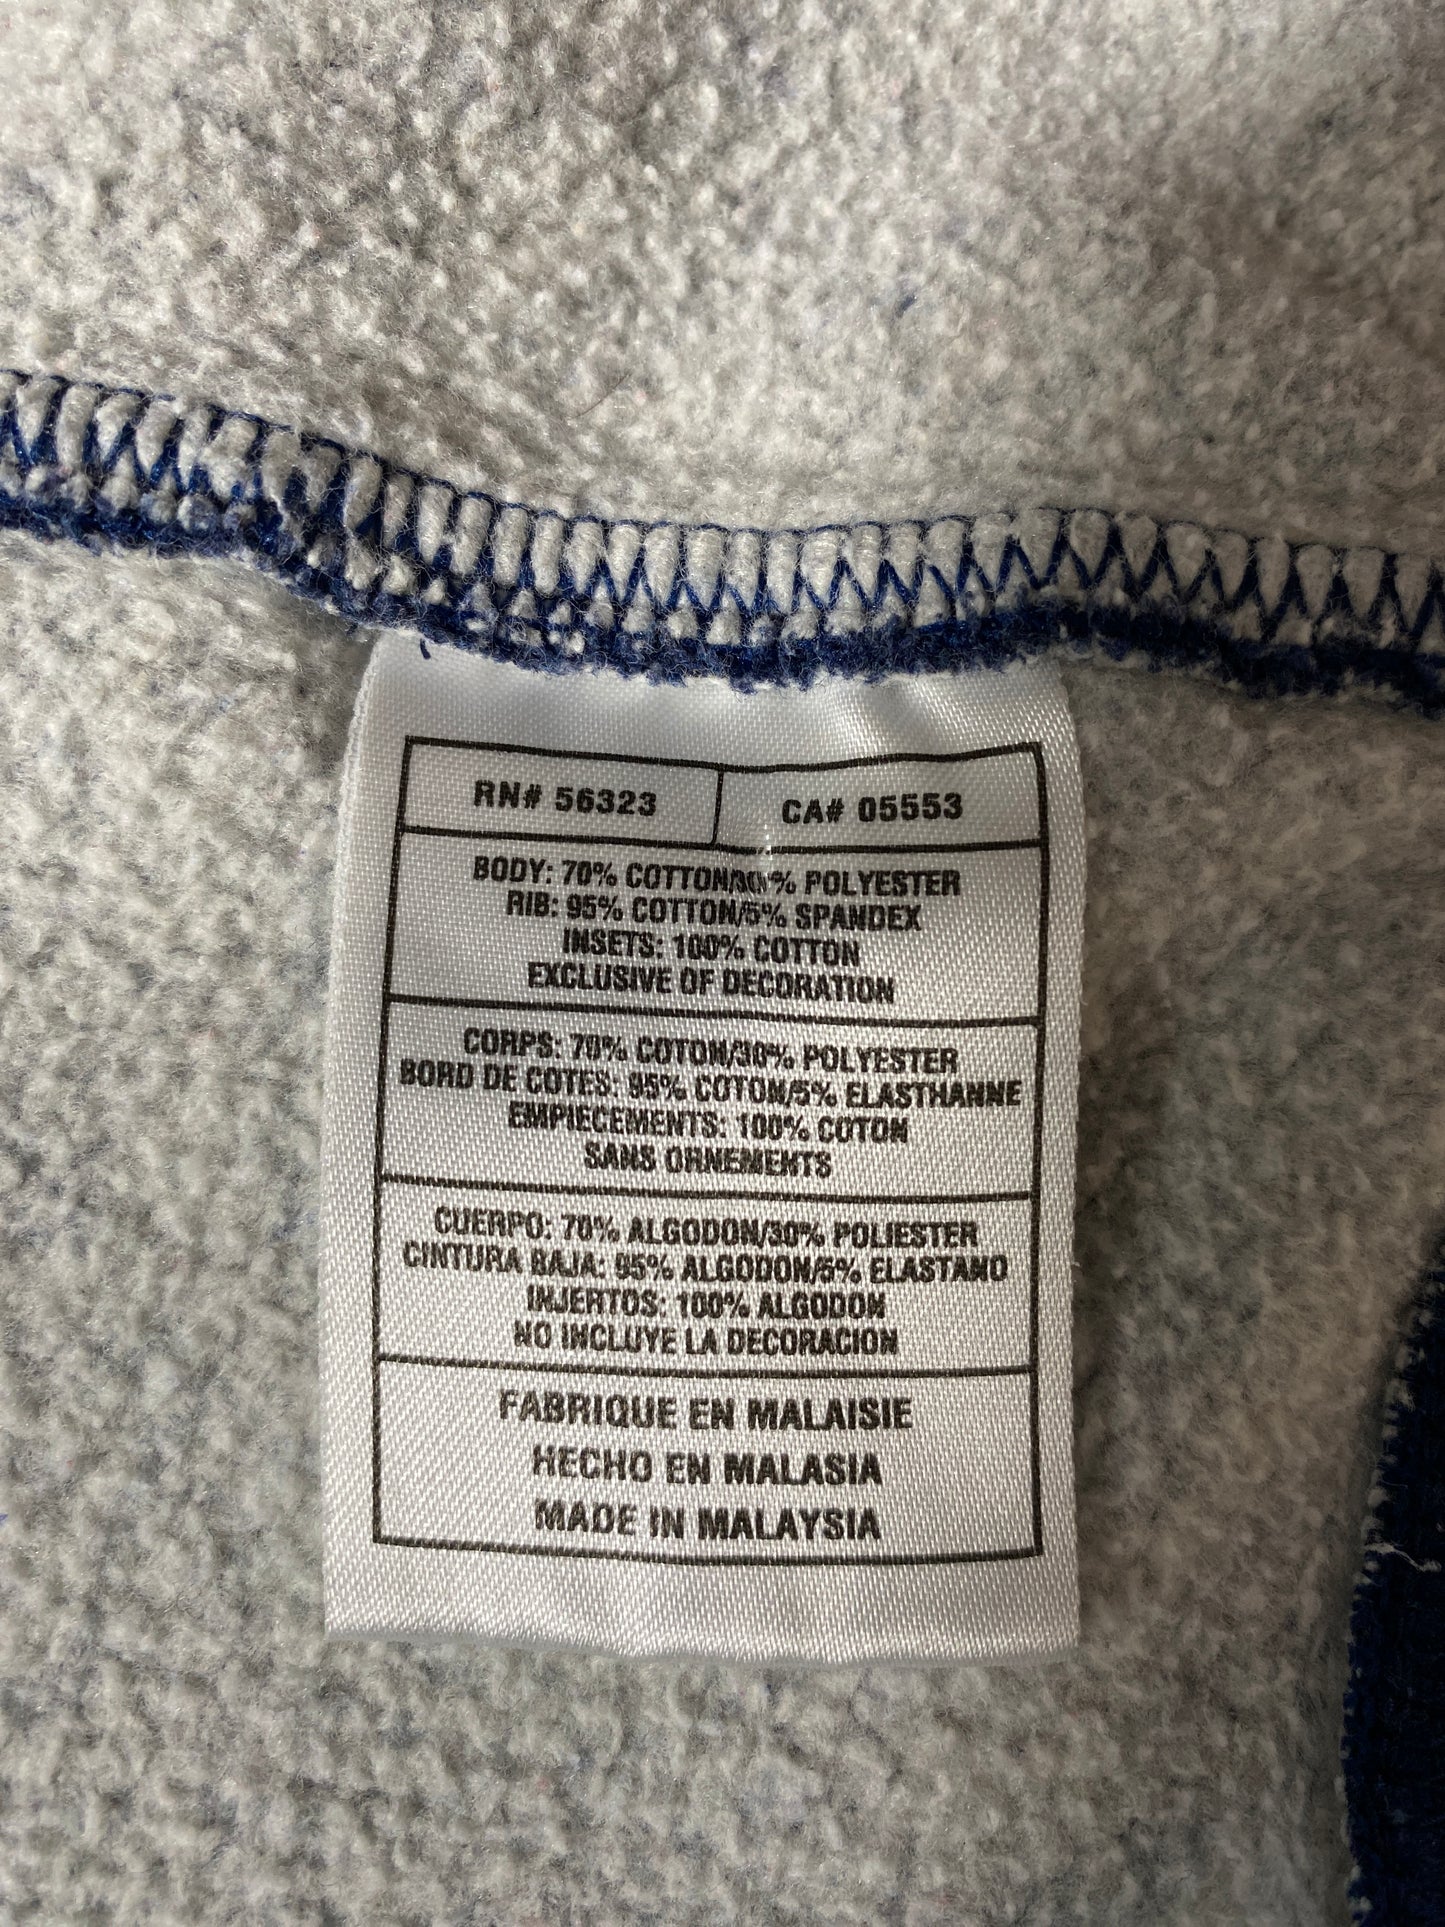 RN# 56323 CA# 05553
BODY: 70% COTTON/30% POLYESTER
RIB: 95% COTTON/5% SPANDEX
INSETS: 100% COTTON
EXCLUSIVE OF DECORATION
CORPS: 70% COTON/30% POLYESTER
BORD DE COTES: 95% COTON/5% ELASTHANNE
EMPIECEMENTS: 100% COTON
SANS ORNEMENTS
CUERPO: 70% ALGODON/30% POLIESTER
CINTURA BAJA: 95% ALGODON/5% ELASTANO
INJERTOS: 100% ALGODON
NO INCLUYE LA DECORACION
FABRIQUE EN MALAISIE
HECHO EN MALASIA
MADE IN MALAYSIA